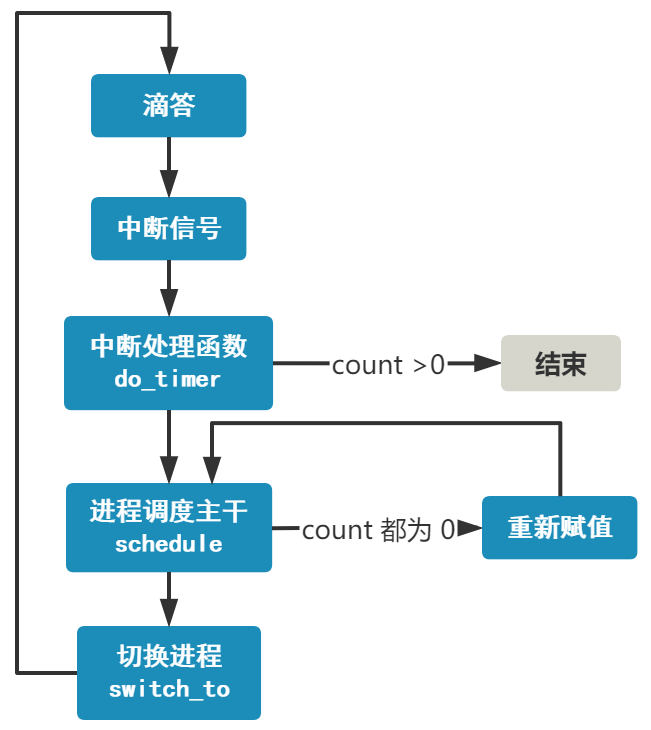 滴答
中断信号
中断处理函数
do_timer
count >0
结束
进程调度主干
schedule
count 都为 0
重新赋值
切换进程
switch_to